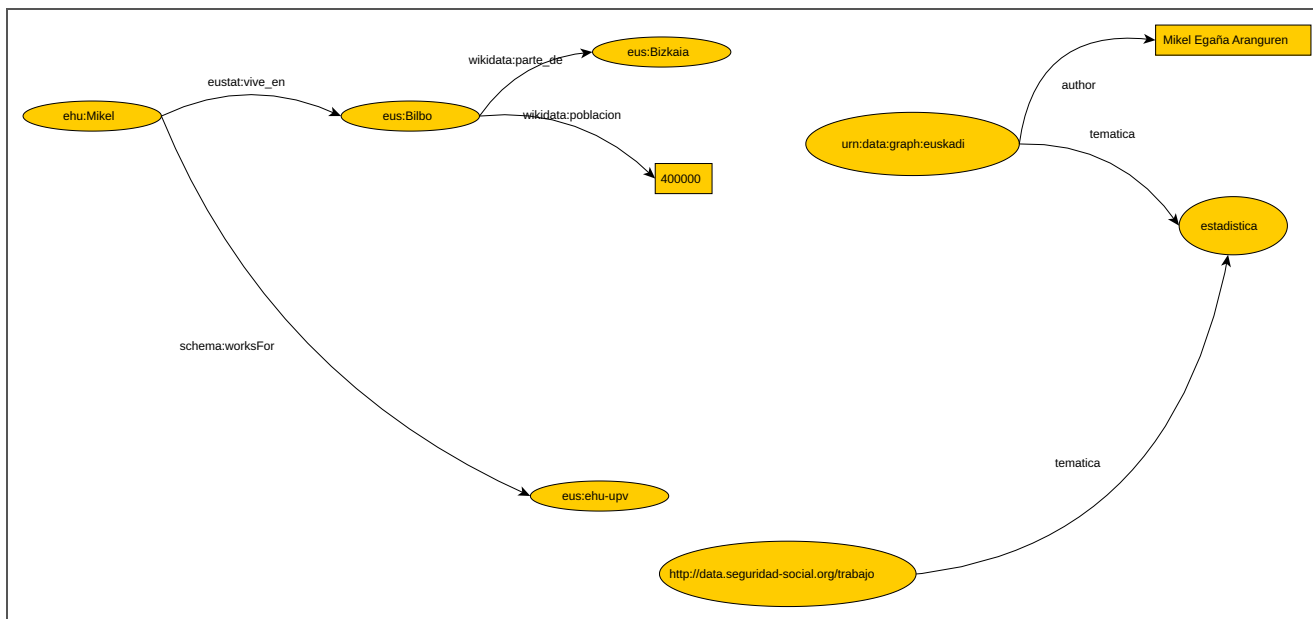 Mikel Egaña Aranguren
eus:Bizkaia
wikidata:parte_de
eustat:vive_en
author
ehu:Mikel
eus:Bilbo
wikidata:poblacion
tematica
urn:data:graph:euskadi
400000
estadistica
schema:worksFor
tematica
eus:ehu-upv
http://data.seguridad-social.org/trabajo